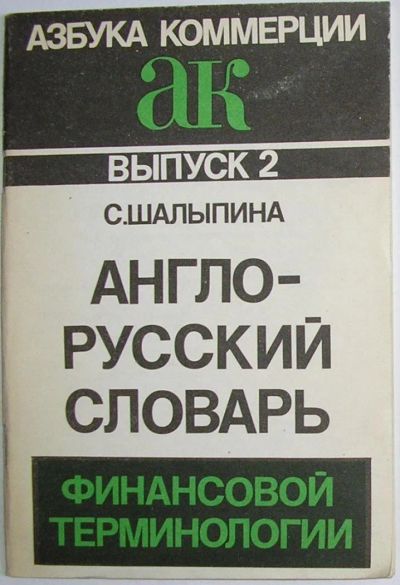 АЗБУКА КОММЕРЦИИ
ак
ВЫПУСК 2
С.ШАЛЫПИНА
АНГЛО-
РУССКИЙ
СЛОВАРЬ
ФИНАНСОВОЙ
ТЕРМИНОЛОГИИ